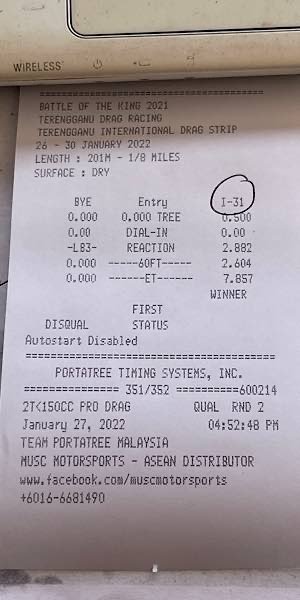 WIRELESS
==================================
BATTLE OF THE KING 2021
TERENGGANU DRAG RACING
TERENGGANU INTERNATIONAL DRAG STRIP
26 - 30 JANUARY 2022
LENGTH : 201M - 1/8 MILES
SURFACE : DRY
BYE Entry I-31
0.000 0.000 TREE 0.500
0.00 DIAL-IN 0.00
-LB3- REACTION 2.882
0.000 -----60FT----- 2.604
0.000 ------ET------ 7.857
WINNER
FIRST
DISQUAL STATUS
Autostart Disabled
==================================
PORTATREE TIMING SYSTEMS, INC.
=============== 351/352 ==========600214
2T<150CC PRO DRAG QUAL RND 2
January 27, 2022 04:52:48 PM
TEAM PORTATREE MALAYSIA
MUSC MOTORSPORTS - ASEAN DISTRIBUTOR
www.facebook.com/muscmotorsports
+6016-6681490